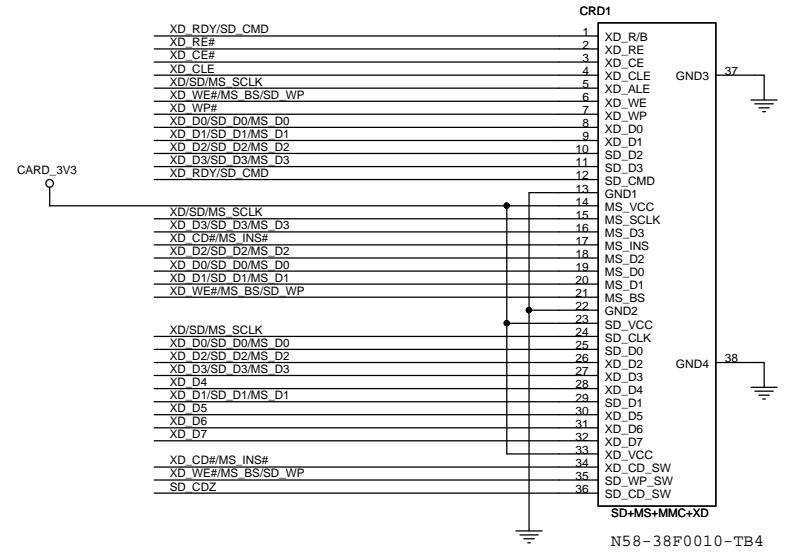 CRD1
XD_RDY/SD_CMD 1 XD_R/B
XD_RE# 2 XD_RE
XD_CE# 3 XD_CE
XD_CLE 4 XD_CLE GND3 37
XD/SD/MS_SCLK 5 XD_ALE
XD_WE#/MS_BS/SD_WP 6 XD_WE
XD_WP# 7 XD_WP
XD_D0/SD_D0/MS_D0 8 XD_D0
XD_D1/SD_D1/MS_D1 9 XD_D1
XD_D2/SD_D2/MS_D2 10 SD_D2
XD_D3/SD_D3/MS_D3 11 SD_D3
XD_RDY/SD_CMD 12 SD_CMD
CARD_3V3
13 GND1
14 MS_VCC
XD/SD/MS_SCLK 15 MS_SCLK
XD_D3/SD_D3/MS_D3 16 MS_D3
XD_CD#/MS_INS# 17 MS_INS
XD_D2/SD_D2/MS_D2 18 MS_D2
XD_D0/SD_D0/MS_D0 19 MS_D0
XD_D1/SD_D1/MS_D1 20 MS_D1
XD_WE#/MS_BS/SD_WP 21 MS_BS
22 GND2
23 SD_VCC
XD/SD/MS_SCLK 24 SD_CLK
XD_D0/SD_D0/MS_D0 25 SD_D0
XD_D2/SD_D2/MS_D2 26 XD_D2 GND4 38
XD_D3/SD_D3/MS_D3 27 XD_D3
XD_D4 28 XD_D4
XD_D1/SD_D1/MS_D1 29 SD_D1
XD_D5 30 XD_D5
XD_D6 31 XD_D6
XD_D7 32 XD_D7
33 XD_VCC
XD_CD#/MS_INS# 34 XD_CD_SW
XD_WE#/MS_BS/SD_WP 35 SD_WP_SW
SD_CDZ 36 SD_CD_SW
SD+MS+MMC+XD
N58-38F0010-TB4